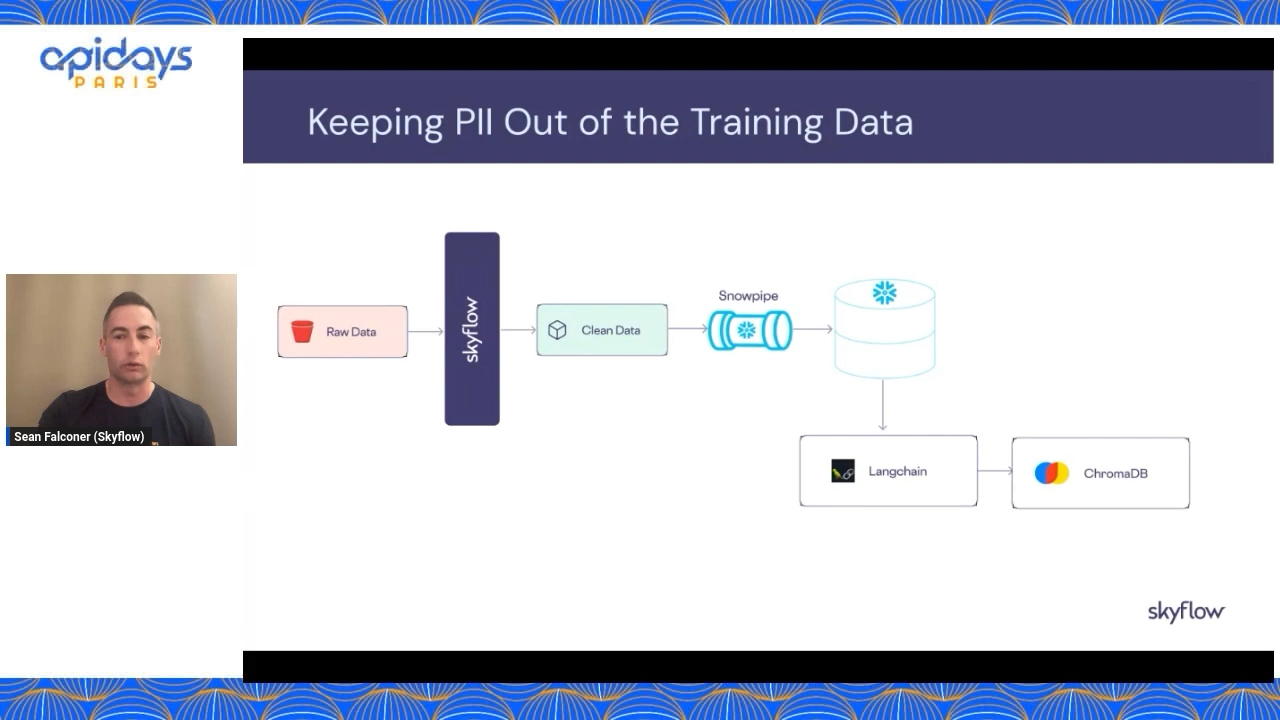 apidays
PARIS
Keeping PII Out of the Training Data
Raw Data
skyflow
Clean Data
Snowpipe
Langchain
ChromaDB
skyflow
Sean Falconer (Skyflow)